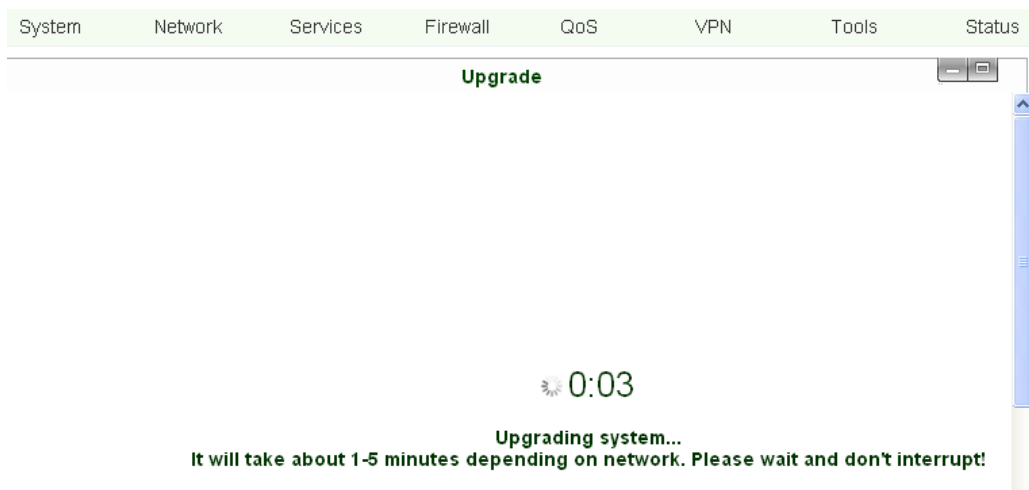 System Network Services Firewall QoS VPN Tools Status
Upgrade
0:03
Upgrading system...
It will take about 1-5 minutes depending on network. Please wait and don't interrupt!